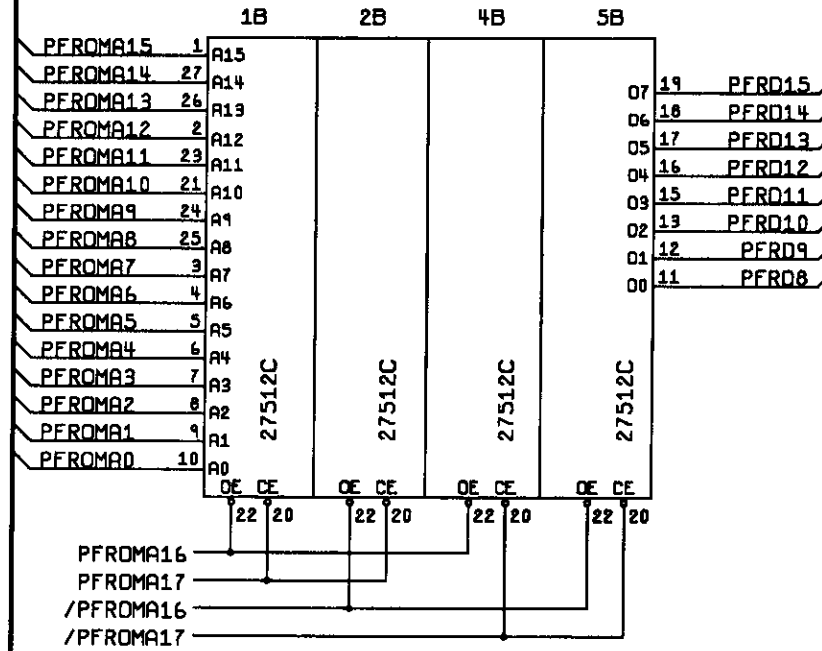 1B 2B 4B 5B
PFROMA15 1 A15
PFROMA14 27 A14
PFROMA13 26 A13
PFROMA12 2 A12
PFROMA11 23 A11
PFROMA10 21 A10
PFROMA9 24 A9
PFROMA8 25 A8
PFROMA7 3 A7
PFROMA6 4 A6
PFROMA5 5 A5
PFROMA4 6 A4
PFROMA3 7 A3
PFROMA2 8 A2
PFROMA1 9 A1
PFROMA0 10 A0
27512C 27512C 27512C 27512C
O7 19 PFRD15
O6 18 PFRD14
O5 17 PFRD13
O4 16 PFRD12
O3 15 PFRD11
O2 13 PFRD10
O1 12 PFRD9
O0 11 PFRD8
OE CE OE CE OE CE OE CE
22 20 22 20 22 20 22 20
PFROMA16
PFROMA17
/PFROMA16
/PFROMA17